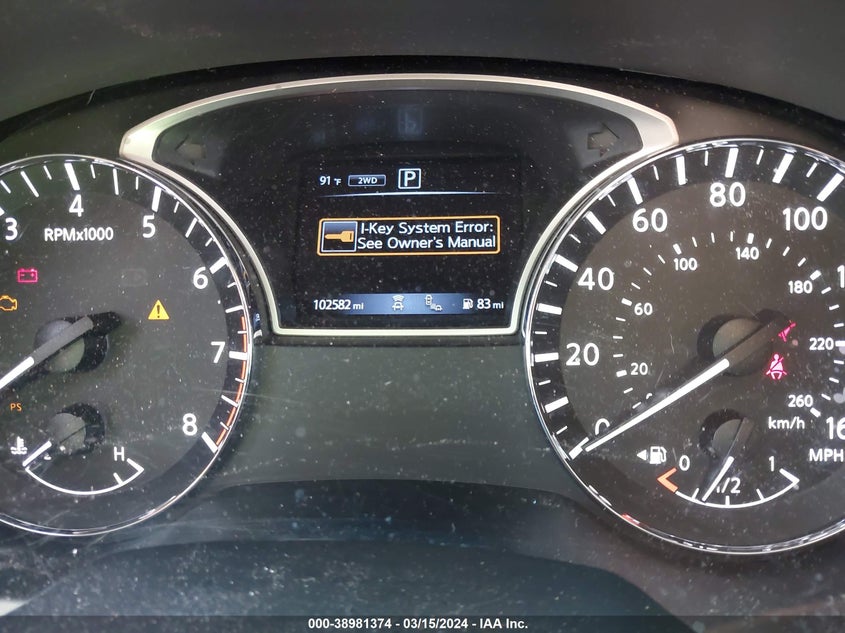 91 °F 2WD P
I-Key System Error:
See Owner's Manual
102582 mi 83 mi
3 4 5 6 7 8
RPMx1000
PS
H
0 20 40 60 80 100
20 60 100 140 180 220 260
km/h
MPH
0 1/2 1
000-38981374 - 03/15/2024 - IAA Inc.